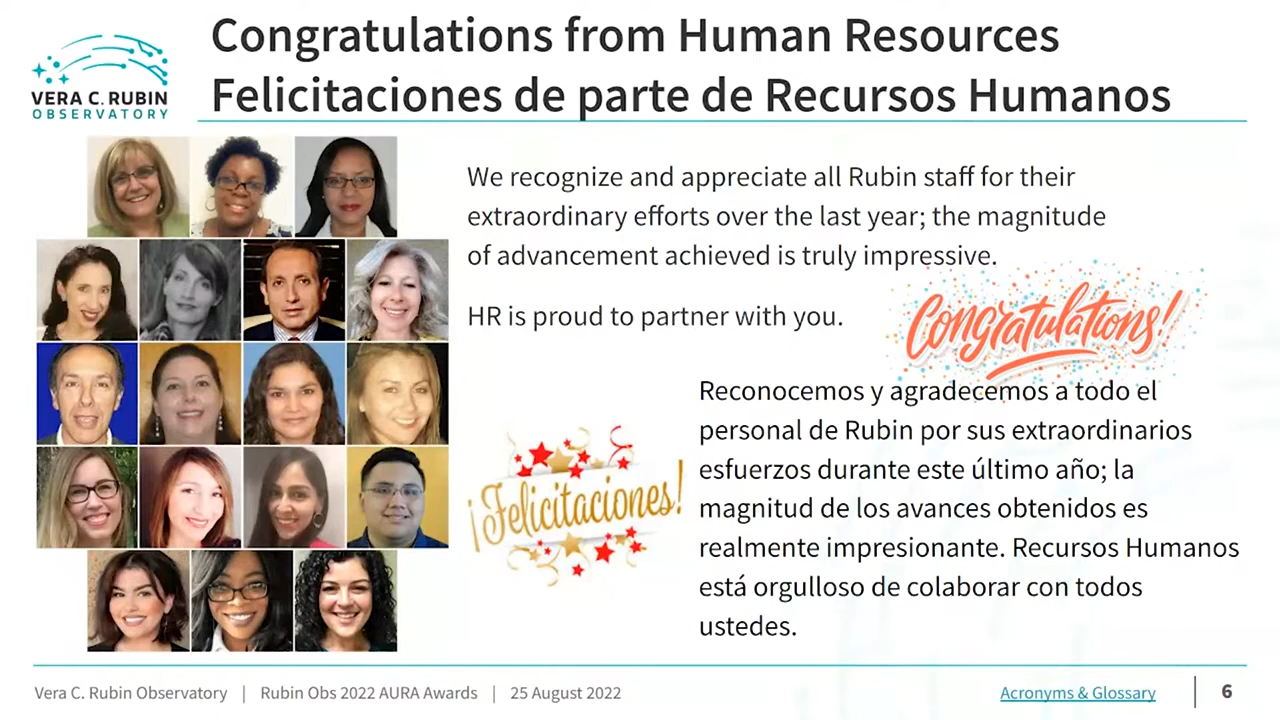 Congratulations from Human Resources
Felicitaciones de parte de Recursos Humanos
VERA C. RUBIN
OBSERVATORY
We recognize and appreciate all Rubin staff for their
extraordinary efforts over the last year; the magnitude
of advancement achieved is truly impressive.
HR is proud to partner with you.
Congratulations!
Reconocemos y agradecemos a todo el
personal de Rubin por sus extraordinarios
esfuerzos durante este último año; la
magnitud de los avances obtenidos es
realmente impresionante. Recursos Humanos
está orgulloso de colaborar con todos
ustedes.
¡Felicitaciones!
Vera C. Rubin Observatory | Rubin Obs 2022 AURA Awards | 25 August 2022
Acronyms & Glossary | 6